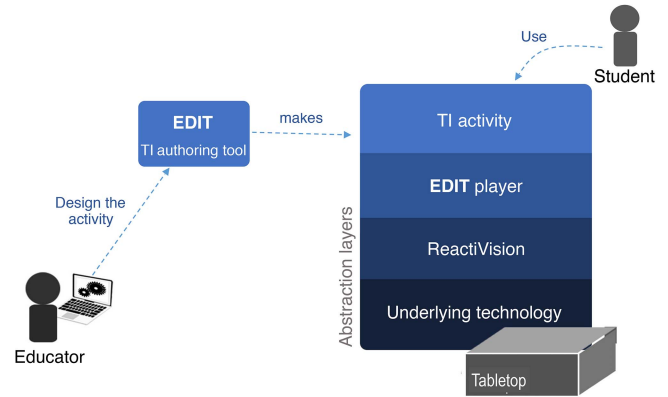 Use
Student
EDIT
TI authoring tool
makes
TI activity
EDIT player
ReactiVision
Underlying technology
Abstraction layers
Design the
activity
Educator
Tabletop